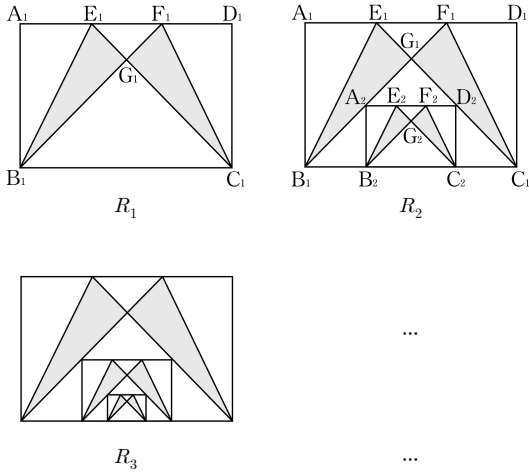 A₁ E₁ F₁ D₁
G₁
B₁ C₁
R₁
A₁ E₁ F₁ D₁
G₁
A₂ E₂ F₂ D₂
G₂
B₁ B₂ C₂ C₁
R₂
R₃
...
...